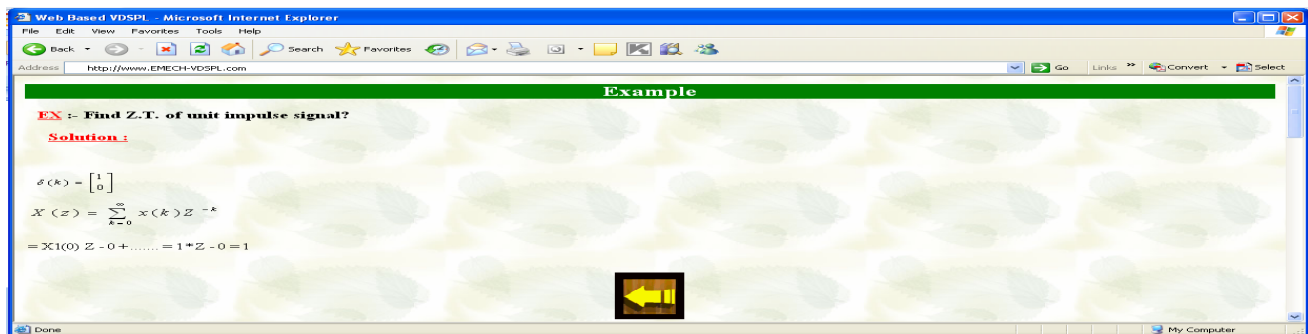 Web Based VDSPL - Microsoft Internet Explorer
File Edit View Favorites Tools Help
Back Search Favorites
Address http://www.EMECH-VDSPL.com Go Links » Convert Select
Example
EX :- Find Z.T. of unit impulse signal?
Solution :
δ(k) = [1 0]
X (z) = ∑ k=0 ∞ x(k)Z -k
= X1(0) Z - 0 + ....... = 1 * Z - 0 = 1
Done My Computer